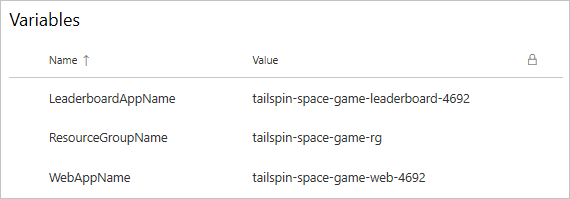 Variables
Name ↑ Value
LeaderboardAppName tailspin-space-game-leaderboard-4692
ResourceGroupName tailspin-space-game-rg
WebAppName tailspin-space-game-web-4692